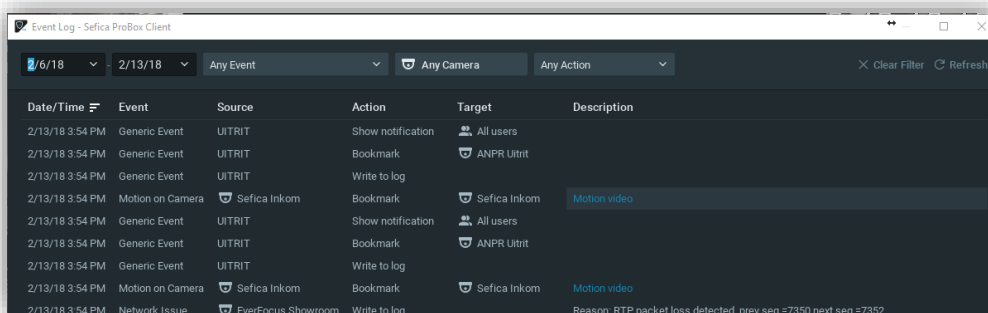 Event Log - Sefica ProBox Client
2/6/18 - 2/13/18 Any Event Any Camera Any Action Clear Filter Refresh
Date/Time Event Source Action Target Description
2/13/18 3:54 PM Generic Event UITRIT Show notification All users
2/13/18 3:54 PM Generic Event UITRIT Bookmark ANPR Uitrit
2/13/18 3:54 PM Generic Event UITRIT Write to log
2/13/18 3:54 PM Motion on Camera Sefica Inkom Bookmark Sefica Inkom Motion video
2/13/18 3:54 PM Generic Event UITRIT Show notification All users
2/13/18 3:54 PM Generic Event UITRIT Bookmark ANPR Uitrit
2/13/18 3:54 PM Generic Event UITRIT Write to log
2/13/18 3:54 PM Motion on Camera Sefica Inkom Bookmark Sefica Inkom Motion video
2/13/18 3:54 PM Network Issue EverFocus Showroom Write to log Reason: RTP packet loss detected, prev seq.=7350 next seq.=7352